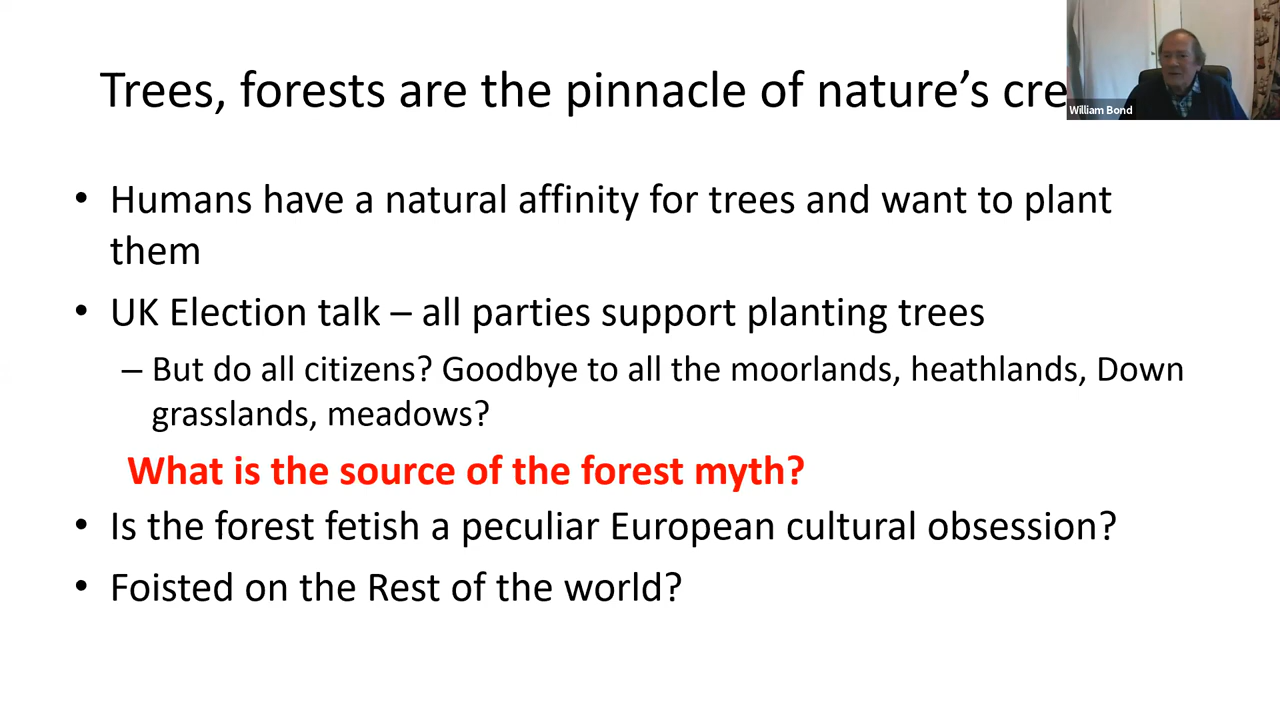 Trees, forests are the pinnacle of nature's cre
William Bond
• Humans have a natural affinity for trees and want to plant
them
• UK Election talk – all parties support planting trees
– But do all citizens? Goodbye to all the moorlands, heathlands, Down
grasslands, meadows?
What is the source of the forest myth?
• Is the forest fetish a peculiar European cultural obsession?
• Foisted on the Rest of the world?